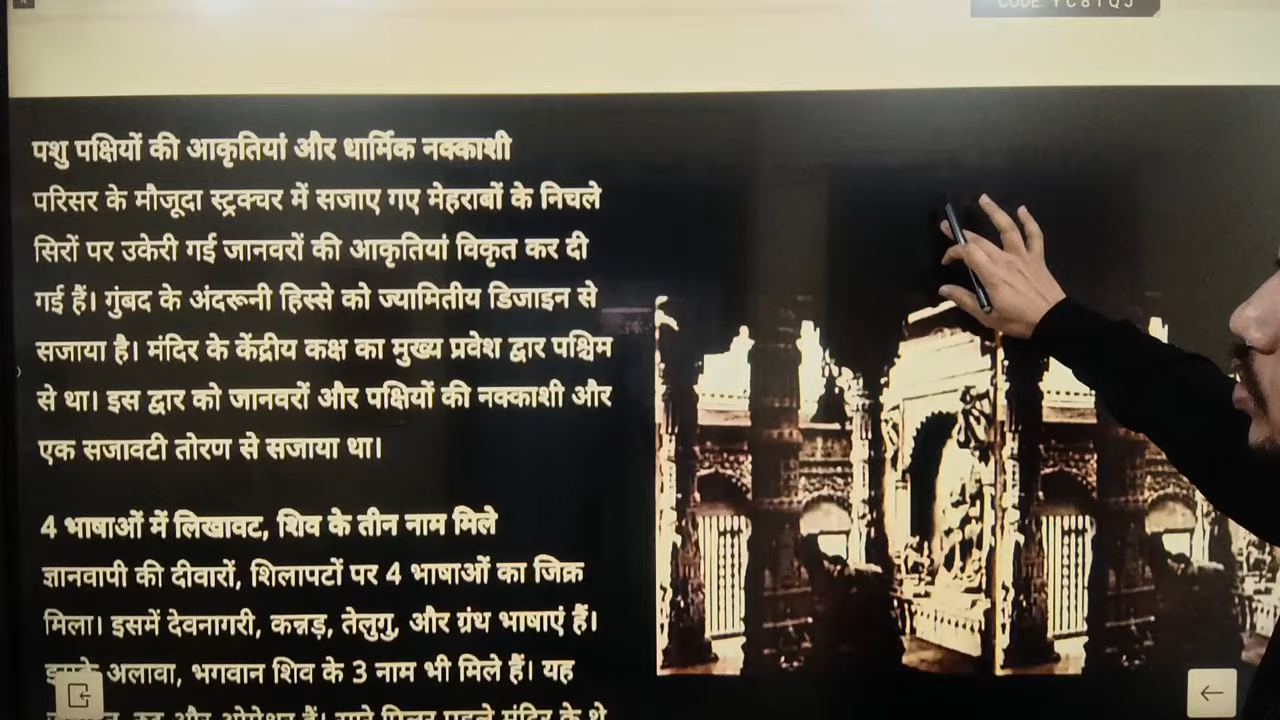 पशु पक्षियों की आकृतियां और धार्मिक नक्काशी
परिसर के मौजूदा स्ट्रक्चर में सजाए गए मेहराबों के निचले
सिरों पर उकेरी गई जानवरों की आकृतियां विकृत कर दी
गई हैं। गुंबद के अंदरूनी हिस्से को ज्यामितीय डिजाइन से
सजाया है। मंदिर के केंद्रीय कक्ष का मुख्य प्रवेश द्वार पश्चिम
से था। इस द्वार को जानवरों और पक्षियों की नक्काशी और
एक सजावटी तोरण से सजाया था।
4 भाषाओं में लिखावट, शिव के तीन नाम मिले
ज्ञानवापी की दीवारों, शिलापटों पर 4 भाषाओं का जिक्र
मिला। इसमें देवनागरी, कन्नड़, तेलुगु, और ग्रंथ भाषाएं हैं।
अलावा, भगवान शिव के 3 नाम भी मिले हैं। यह